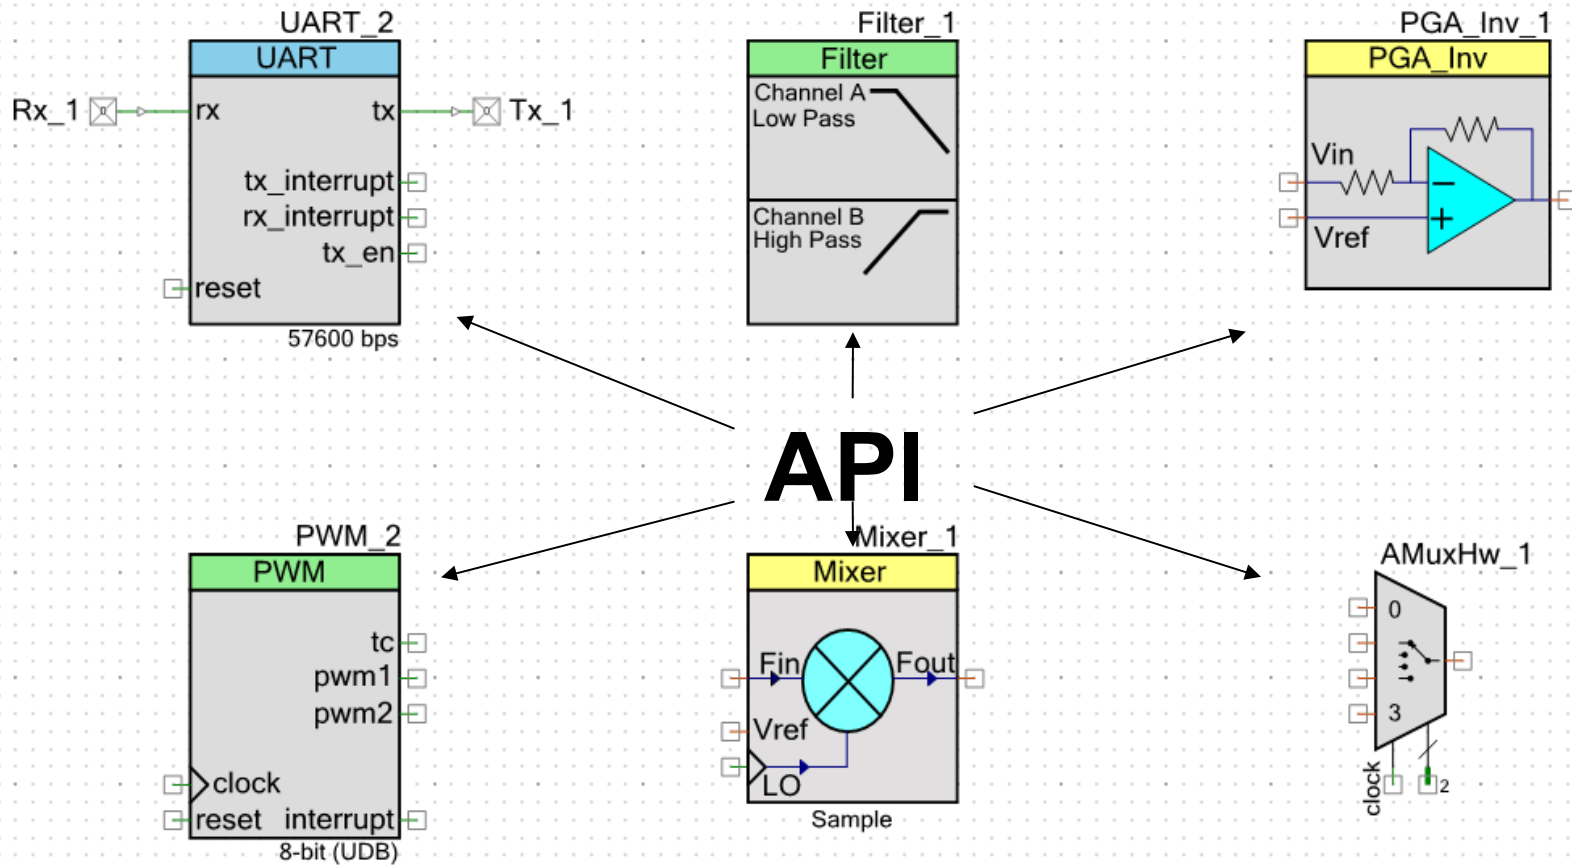 UART_2
UART
Rx_1
rx
tx
Tx_1
tx_interrupt
rx_interrupt
tx_en
reset
57600 bps
Filter_1
Filter
Channel A
Low Pass
Channel B
High Pass
PGA_Inv_1
PGA_Inv
Vin
Vref
API
PWM_2
PWM
tc
pwm1
pwm2
clock
reset interrupt
8-bit (UDB)
Mixer_1
Mixer
Fin
Fout
Vref
LO
Sample
AMuxHw_1
0
3
clock
2